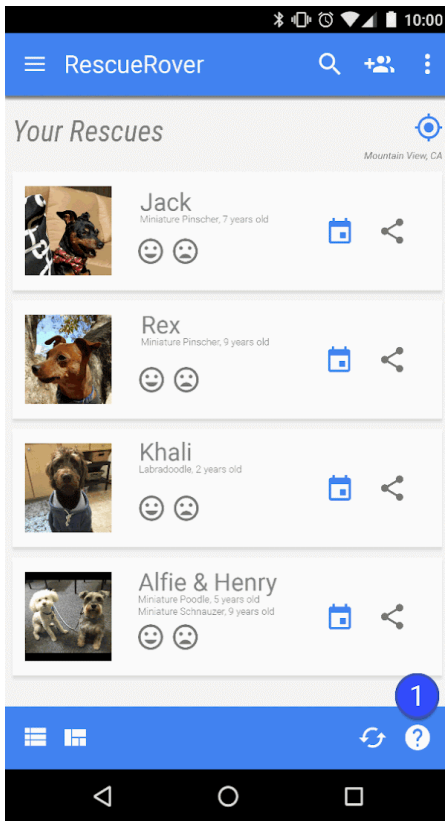 10:00
RescueRover
Your Rescues
Mountain View, CA
Jack
Miniature Pinscher, 7 years old
Rex
Miniature Pinscher, 9 years old
Khali
Labradoodle, 2 years old
Alfie & Henry
Miniature Poodle, 5 years old
Miniature Schnauzer, 9 years old
1
?